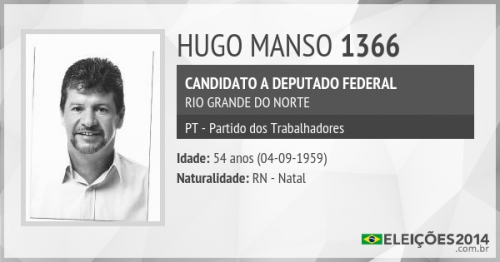 HUGO MANSO 1366
CANDIDATO A DEPUTADO FEDERAL
RIO GRANDE DO NORTE
PT - Partido dos Trabalhadores
Idade: 54 anos (04-09-1959)
Naturalidade: RN - Natal
ELEIÇÕES2014
.com.br